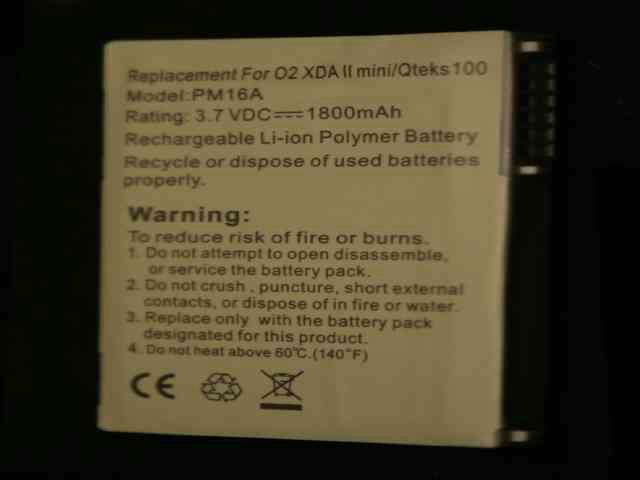 Replacement For O2 XDA II mini/Qteks100
Model:PM16A
Rating: 3.7 VDC⎓1800mAh
Rechargeable Li-ion Polymer Battery
Recycle or dispose of used batteries
properly.
Warning:
To reduce risk of fire or burns.
1. Do not attempt to open disassemble,
or service the battery pack.
2. Do not crush , puncture, short external
contacts, or dispose of in fire or water.
3. Replace only with the battery pack
designated for this product.
4. Do not heat above 60℃.(140°F)
CE